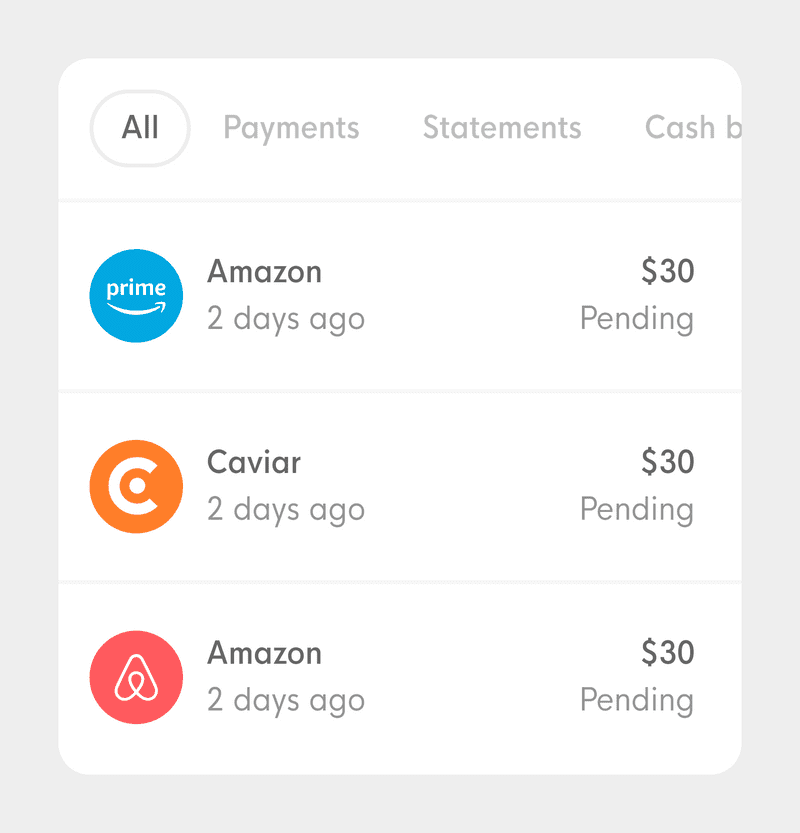 All Payments Statements Cash b
prime
Amazon $30
2 days ago Pending
Caviar $30
2 days ago Pending
Amazon $30
2 days ago Pending